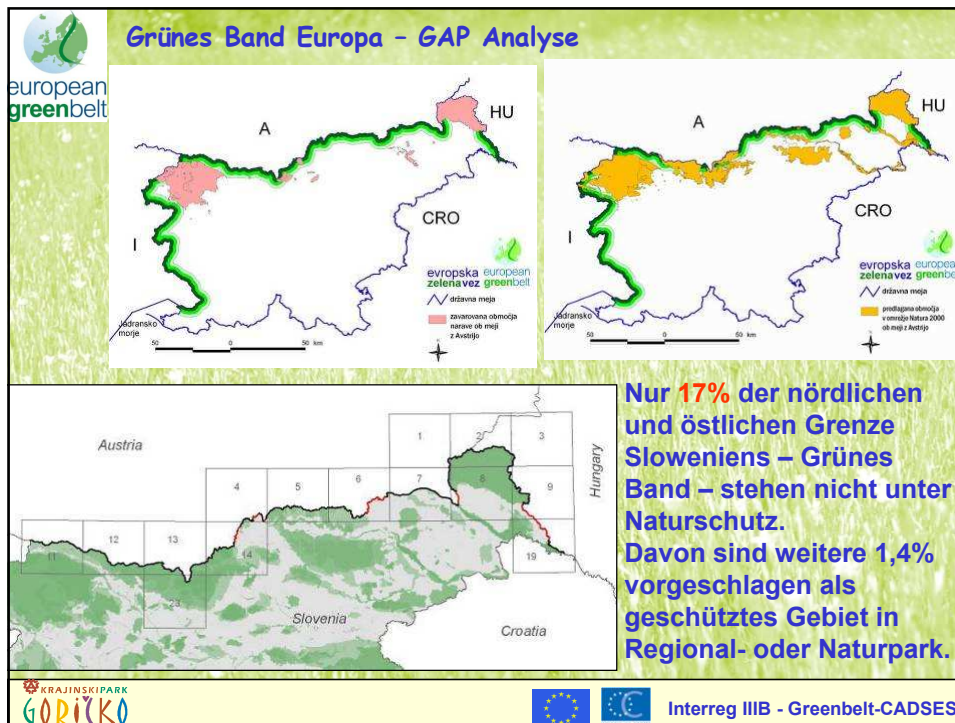 Grünes Band Europa – GAP Analyse
european
greenbelt
A
HU
CRO
I
evropska
zelena vez
european
greenbelt
državna meja
zavarovana območja
narave ob meji
z Avstrijo
Jadransko
morje
50
0
50
km
A
HU
CRO
I
evropska
zelena vez
european
greenbelt
državna meja
predlagana območja
v omrežje Natura 2000
ob meji z Avstrijo
Jadransko
morje
50
0
50
km
Austria
Hungary
1
2
3
4
5
6
7
8
9
11
12
13
14
19
23
Slovenia
Croatia
Nur 17% der nördlichen
und östlichen Grenze
Sloweniens – Grünes
Band – stehen nicht unter
Naturschutz.
Davon sind weitere 1,4%
vorgeschlagen als
geschütztes Gebiet in
Regional- oder Naturpark.
KRAJINSKI PARK
GORIČKO
Interreg IIIB - Greenbelt-CADSES